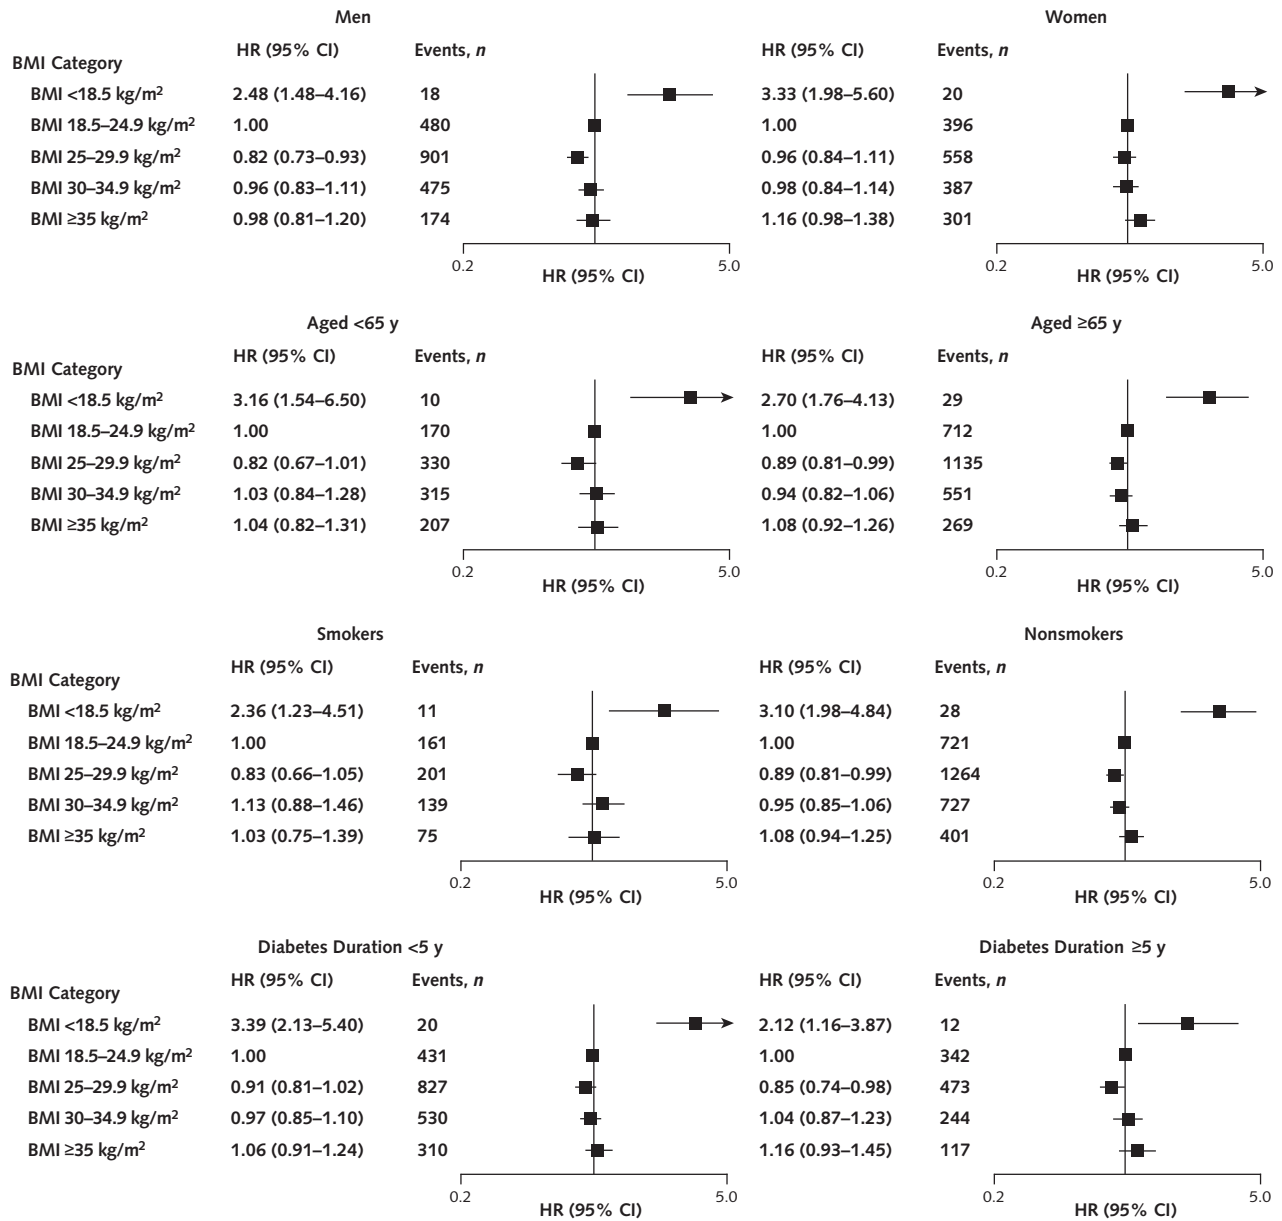 Men
Women
HR (95% CI) Events, n HR (95% CI) Events, n
BMI Category
BMI <18.5 kg/m² 2.48 (1.48–4.16) 18 3.33 (1.98–5.60) 20
BMI 18.5–24.9 kg/m² 1.00 480 1.00 396
BMI 25–29.9 kg/m² 0.82 (0.73–0.93) 901 0.96 (0.84–1.11) 558
BMI 30–34.9 kg/m² 0.96 (0.83–1.11) 475 0.98 (0.84–1.14) 387
BMI ≥35 kg/m² 0.98 (0.81–1.20) 174 1.16 (0.98–1.38) 301
0.2 5.0 0.2 5.0
HR (95% CI) HR (95% CI)
Aged <65 y
Aged ≥65 y
HR (95% CI) Events, n HR (95% CI) Events, n
BMI Category
BMI <18.5 kg/m² 3.16 (1.54–6.50) 10 2.70 (1.76–4.13) 29
BMI 18.5–24.9 kg/m² 1.00 170 1.00 712
BMI 25–29.9 kg/m² 0.82 (0.67–1.01) 330 0.89 (0.81–0.99) 1135
BMI 30–34.9 kg/m² 1.03 (0.84–1.28) 315 0.94 (0.82–1.06) 551
BMI ≥35 kg/m² 1.04 (0.82–1.31) 207 1.08 (0.92–1.26) 269
0.2 5.0 0.2 5.0
HR (95% CI) HR (95% CI)
Smokers
Nonsmokers
HR (95% CI) Events, n HR (95% CI) Events, n
BMI Category
BMI <18.5 kg/m² 2.36 (1.23–4.51) 11 3.10 (1.98–4.84) 28
BMI 18.5–24.9 kg/m² 1.00 161 1.00 721
BMI 25–29.9 kg/m² 0.83 (0.66–1.05) 201 0.89 (0.81–0.99) 1264
BMI 30–34.9 kg/m² 1.13 (0.88–1.46) 139 0.95 (0.85–1.06) 727
BMI ≥35 kg/m² 1.03 (0.75–1.39) 75 1.08 (0.94–1.25) 401
0.2 5.0 0.2 5.0
HR (95% CI) HR (95% CI)
Diabetes Duration <5 y
Diabetes Duration ≥5 y
HR (95% CI) Events, n HR (95% CI) Events, n
BMI Category
BMI <18.5 kg/m² 3.39 (2.13–5.40) 20 2.12 (1.16–3.87) 12
BMI 18.5–24.9 kg/m² 1.00 431 1.00 342
BMI 25–29.9 kg/m² 0.91 (0.81–1.02) 827 0.85 (0.74–0.98) 473
BMI 30–34.9 kg/m² 0.97 (0.85–1.10) 530 1.04 (0.87–1.23) 244
BMI ≥35 kg/m² 1.06 (0.91–1.24) 310 1.16 (0.93–1.45) 117
0.2 5.0 0.2 5.0
HR (95% CI) HR (95% CI)